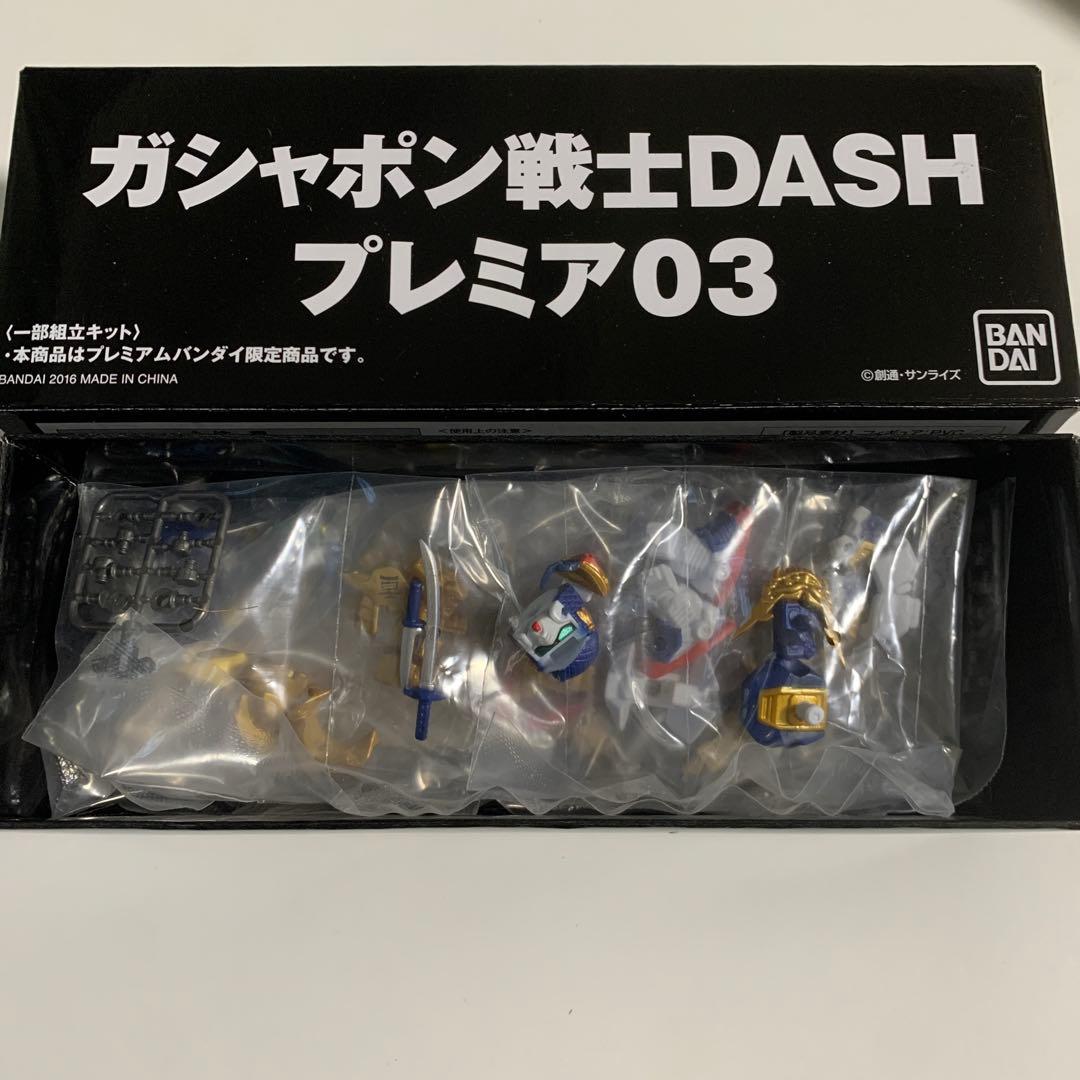 ガシャポン戦士DASH
プレミア03
〈一部組立キット〉
・本商品はプレミアムバンダイ限定商品です。
BANDAI 2016 MADE IN CHINA
©創通・サンライズ
BAN
DAI
<使用上の注意>